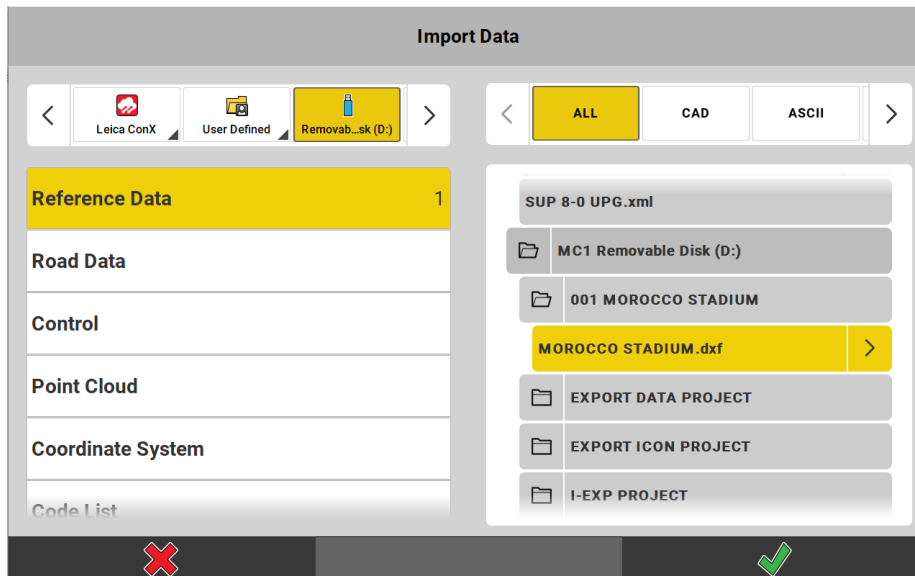 Import Data
Leica ConX
User Defined
Removab...sk (D:)
ALL
CAD
ASCII
Reference Data 1
Road Data
Control
Point Cloud
Coordinate System
Code List
SUP 8-0 UPG.xml
MC1 Removable Disk (D:)
001 MOROCCO STADIUM
MOROCCO STADIUM.dxf
EXPORT DATA PROJECT
EXPORT ICON PROJECT
I-EXP PROJECT